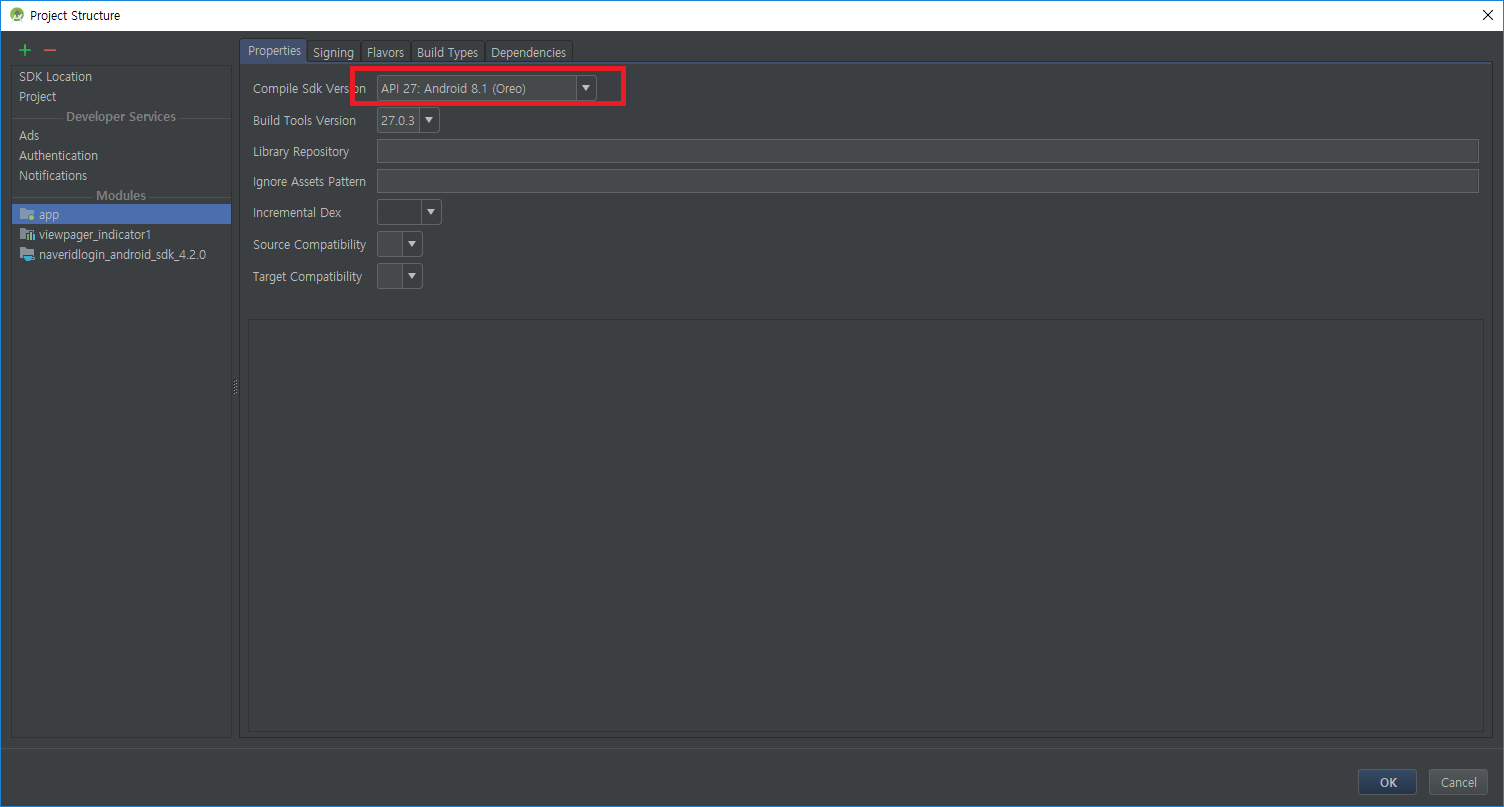 Project Structure
SDK Location
Project
Developer Services
Ads
Authentication
Notifications
Modules
app
viewpager_indicator1
naveridlogin_android_sdk_4.2.0
Properties Signing Flavors Build Types Dependencies
Compile Sdk Version API 27: Android 8.1 (Oreo)
Build Tools Version 27.0.3
Library Repository
Ignore Assets Pattern
Incremental Dex
Source Compatibility
Target Compatibility
OK Cancel